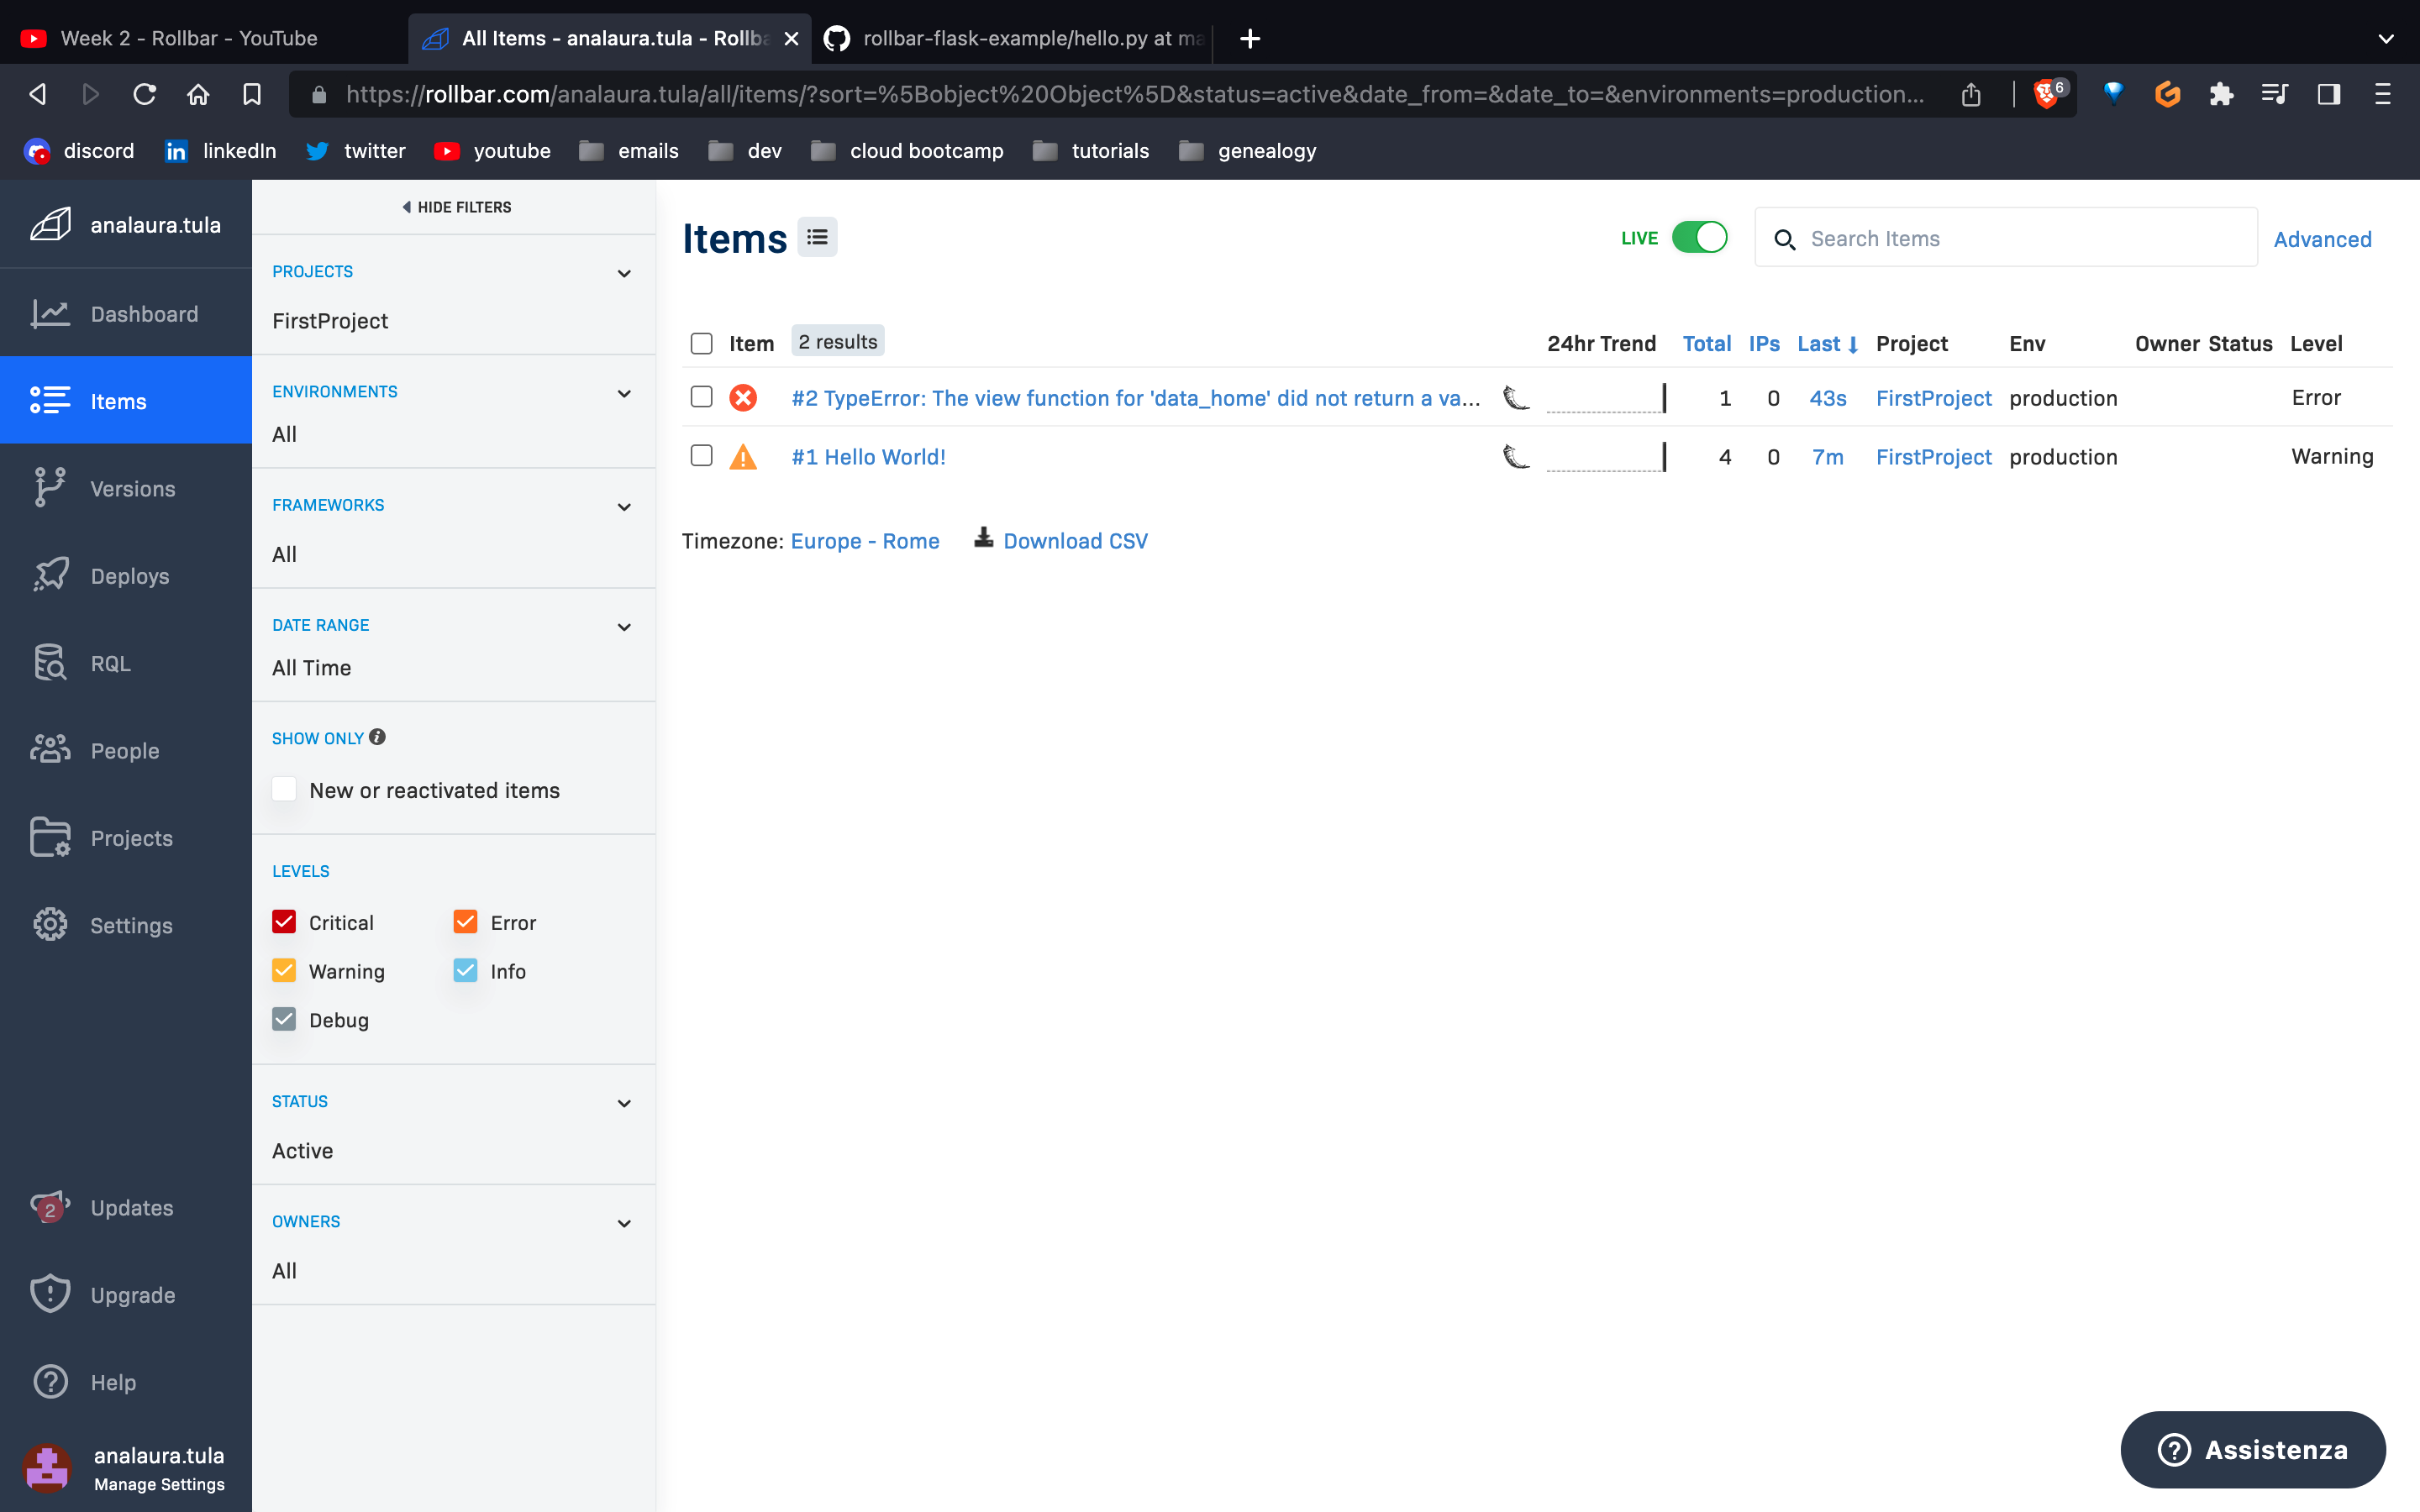 Week 2 - Rollbar - YouTube
All Items - analaura.tula - Rollba
rollbar-flask-example/hello.py at ma
https://rollbar.com/analaura.tula/all/items/?sort=%5Bobject%20Object%5D&status=active&date_from=&date_to=&environments=production...
6
discord
linkedIn
twitter
youtube
emails
dev
cloud bootcamp
tutorials
genealogy
analaura.tula
Dashboard
Items
Versions
Deploys
RQL
People
Projects
Settings
2
Updates
Upgrade
Help
analaura.tula
Manage Settings
HIDE FILTERS
PROJECTS
FirstProject
ENVIRONMENTS
All
FRAMEWORKS
All
DATE RANGE
All Time
SHOW ONLY
New or reactivated items
LEVELS
Critical Error
Warning Info
Debug
STATUS
Active
OWNERS
All
Items
LIVE
Search Items
Advanced
Item 2 results 24hr Trend Total IPs Last Project Env Owner Status Level
#2 TypeError: The view function for 'data_home' did not return a va... 1 0 43s FirstProject production Error
#1 Hello World! 4 0 7m FirstProject production Warning
Timezone: Europe - Rome Download CSV
Assistenza